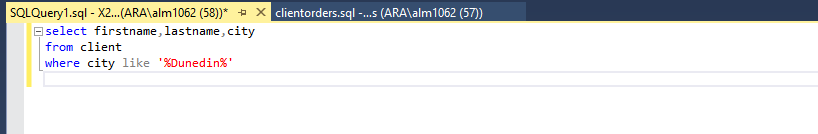 SQLQuery1.sql - X2...(ARA\alm1062 (58))* clientorders.sql -...s (ARA\alm1062 (57))
select firstname,lastname,city
from client
where city like '%Dunedin%'